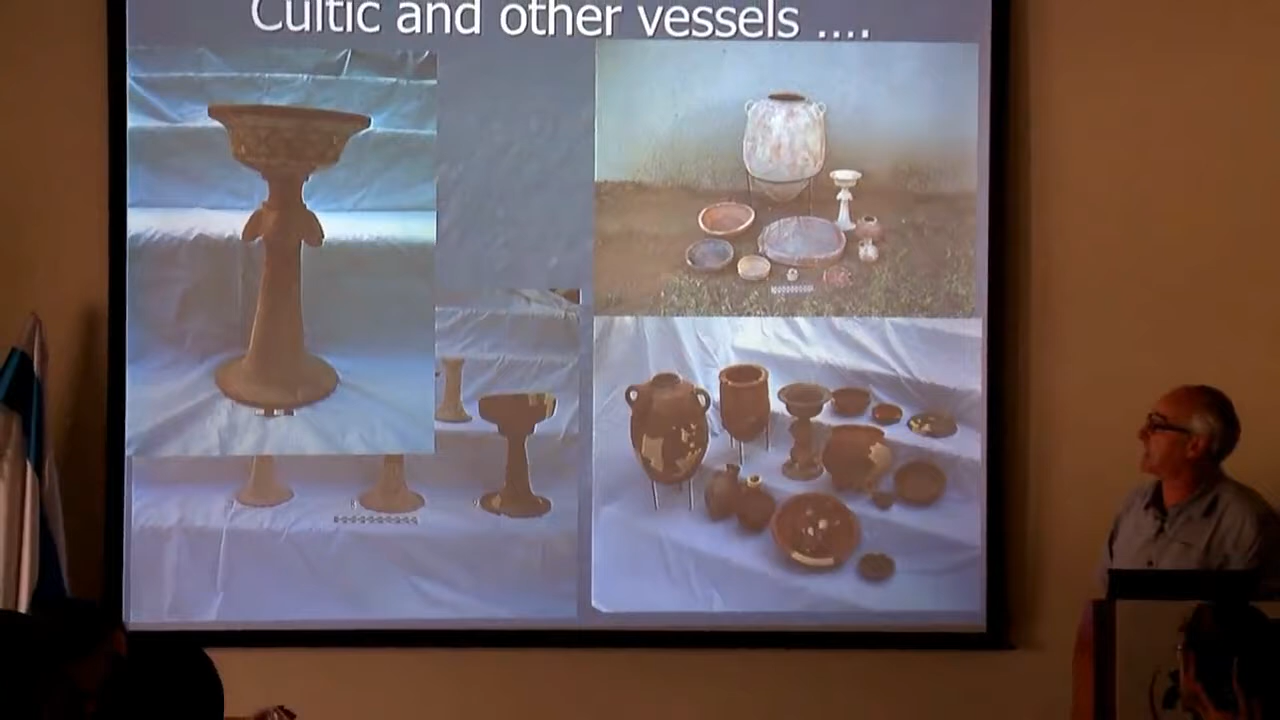 Cultic and other vessels ....